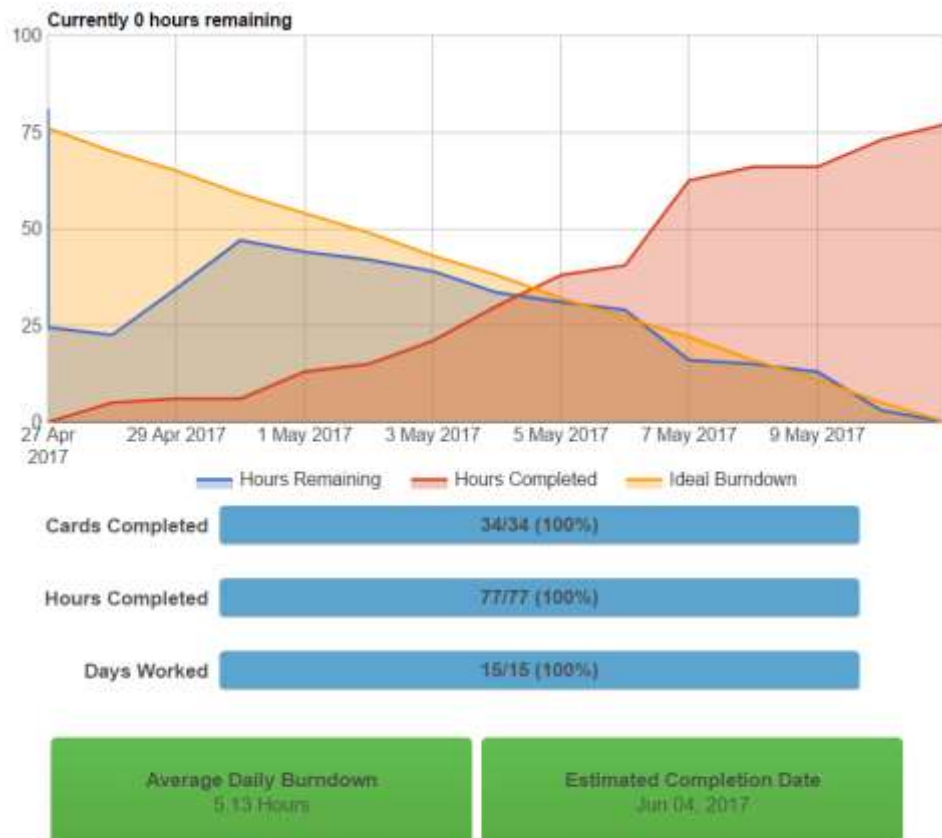 Currently 0 hours remaining
100
75
50
25
0
27 Apr
2017
29 Apr 2017
1 May 2017
3 May 2017
5 May 2017
7 May 2017
9 May 2017
Hours Remaining
Hours Completed
Ideal Burndown
Cards Completed
34/34 (100%)
Hours Completed
77/77 (100%)
Days Worked
15/15 (100%)
Average Daily Burndown
5.13 Hours
Estimated Completion Date
Jun 04, 2017